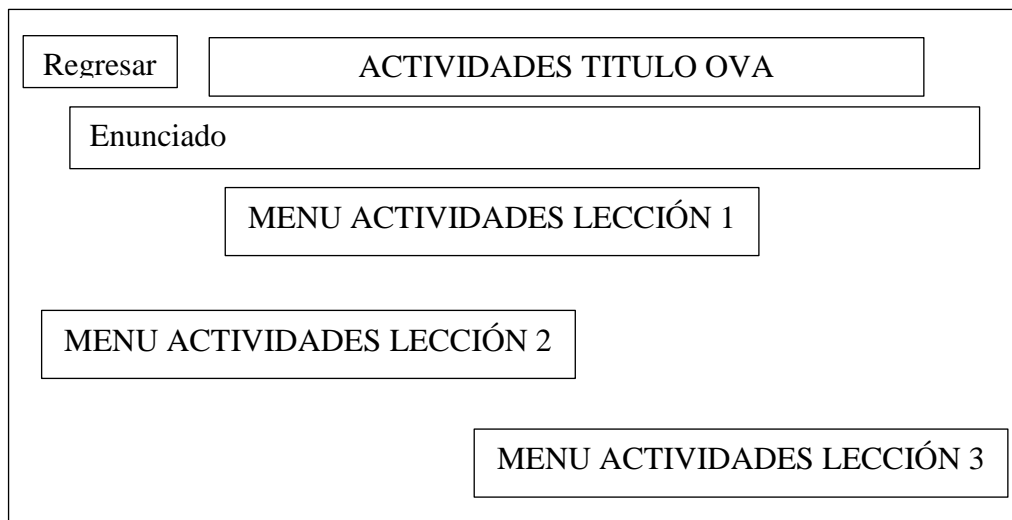 Regresar
ACTIVIDADES TITULO OVA
Enunciado
MENU ACTIVIDADES LECCIÓN 1
MENU ACTIVIDADES LECCIÓN 2
MENU ACTIVIDADES LECCIÓN 3